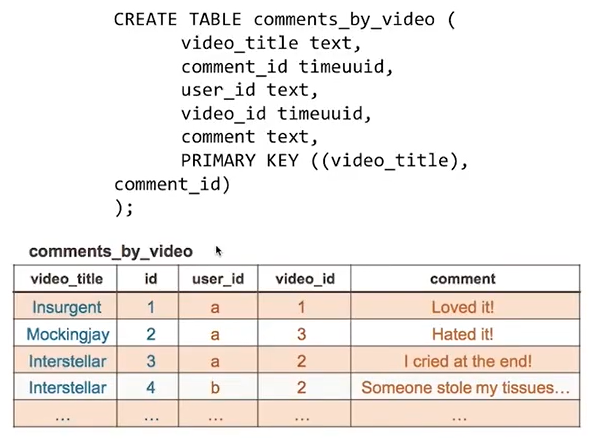 CREATE TABLE comments_by_video (
video_title text,
comment_id timeuuid,
user_id text,
video_id timeuuid,
comment text,
PRIMARY KEY ((video_title),
comment_id)
);
comments_by_video
video_title id user_id video_id comment
Insurgent 1 a 1 Loved it!
Mockingjay 2 a 3 Hated it!
Interstellar 3 a 2 I cried at the end!
Interstellar 4 b 2 Someone stole my tissues…
… … … … …